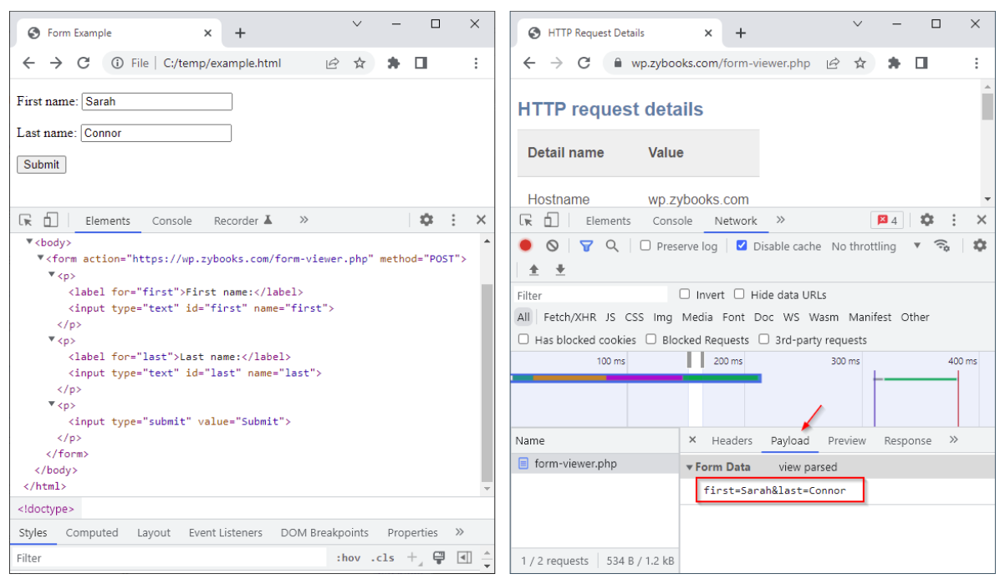 Form Example
File | C:/temp/example.html
First name: Sarah
Last name: Connor
Submit
Elements Console Recorder »
<body>
<form action="https://wp.zybooks.com/form-viewer.php" method="POST">
<p>
<label for="first">First name:</label>
<input type="text" id="first" name="first">
</p>
<p>
<label for="last">Last name:</label>
<input type="text" id="last" name="last">
</p>
<p>
<input type="submit" value="Submit">
</p>
</form>
</body>
</html>
<!doctype>
Styles Computed Layout Event Listeners DOM Breakpoints Properties »
Filter :hov .cls
HTTP Request Details
wp.zybooks.com/form-viewer.php
HTTP request details
Detail name Value
Hostname wp.zybooks.com
Elements Console Network » 4
Preserve log Disable cache No throttling
Filter Invert Hide data URLs
All Fetch/XHR JS CSS Img Media Font Doc WS Wasm Manifest Other
Has blocked cookies Blocked Requests 3rd-party requests
100 ms 200 ms 300 ms 400 ms
Name × Headers Payload Preview Response »
form-viewer.php
Form Data view parsed
first=Sarah&last=Connor
1 / 2 requests 534 B / 1.2 kB